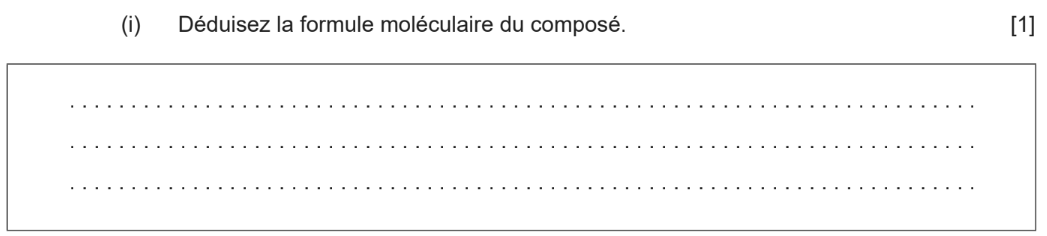 (i) Déduisez la formule moléculaire du composé. [1]